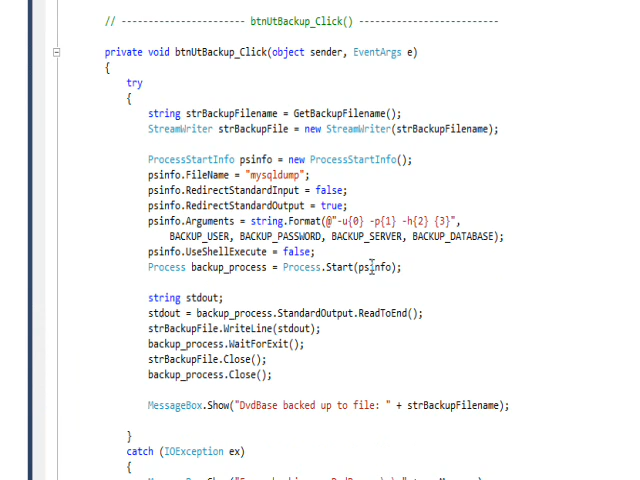 // ----------------------- btnUtBackup_Click() --------------------------
private void btnUtBackup_Click(object sender, EventArgs e)
{
try
{
string strBackupFilename = GetBackupFilename();
StreamWriter strBackupFile = new StreamWriter(strBackupFilename);
ProcessStartInfo psinfo = new ProcessStartInfo();
psinfo.FileName = "mysqldump";
psinfo.RedirectStandardInput = false;
psinfo.RedirectStandardOutput = true;
psinfo.Arguments = string.Format(@"-u{0} -p{1} -h{2} {3}",
BACKUP_USER, BACKUP_PASSWORD, BACKUP_SERVER, BACKUP_DATABASE);
psinfo.UseShellExecute = false;
Process backup_process = Process.Start(psinfo);
string stdout;
stdout = backup_process.StandardOutput.ReadToEnd();
strBackupFile.WriteLine(stdout);
backup_process.WaitForExit();
strBackupFile.Close();
backup_process.Close();
MessageBox.Show("DvdBase backed up to file: " + strBackupFilename);
}
catch (IOException ex)
{